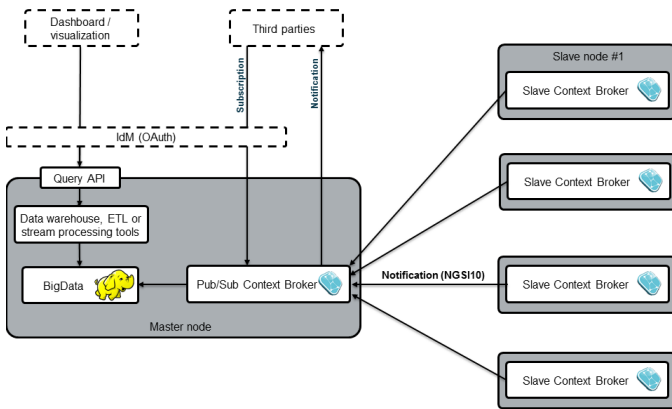 Dashboard /
visualization
Third parties
Subscription
Notification
IdM (OAuth)
Query API
Data warehouse, ETL or
stream processing tools
BigData
Pub/Sub Context Broker
Master node
Notification (NGSI10)
Slave node #1
Slave Context Broker
Slave Context Broker
Slave Context Broker
Slave Context Broker